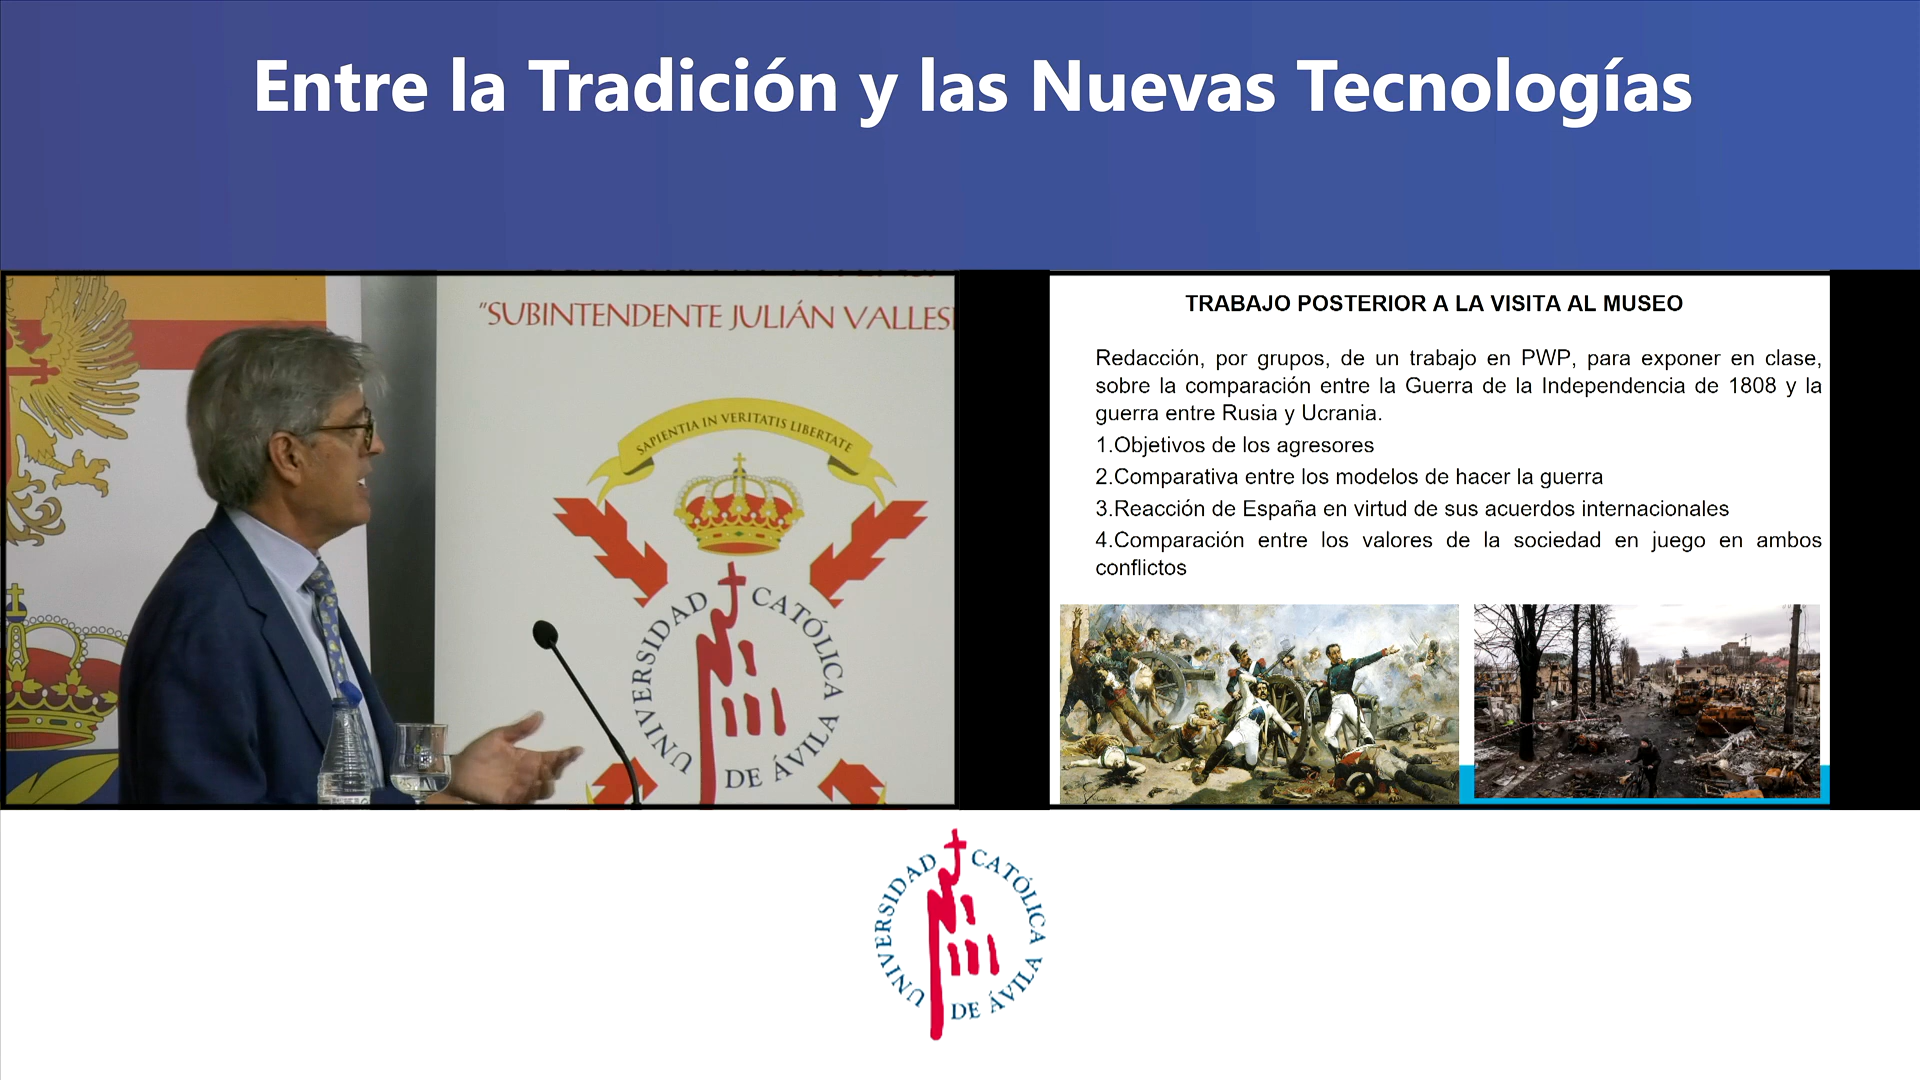 Entre la Tradición y las Nuevas Tecnologías
"SUBINTENDENTE JULIÁN
SAPIENTIA IN VERITATIS LIBERTATE
UNIVERSIDAD CATÓLICA DE ÁVILA
TRABAJO POSTERIOR A LA VISITA AL MUSEO
Redacción, por grupos, de un trabajo en PWP, para exponer en clase,
sobre la comparación entre la Guerra de la Independencia de 1808 y la
guerra entre Rusia y Ucrania.
1.Objetivos de los agresores
2.Comparativa entre los modelos de hacer la guerra
3.Reacción de España en virtud de sus acuerdos internacionales
4.Comparación entre los valores de la sociedad en juego en ambos
conflictos
UNIVERSIDAD CATÓLICA DE ÁVILA